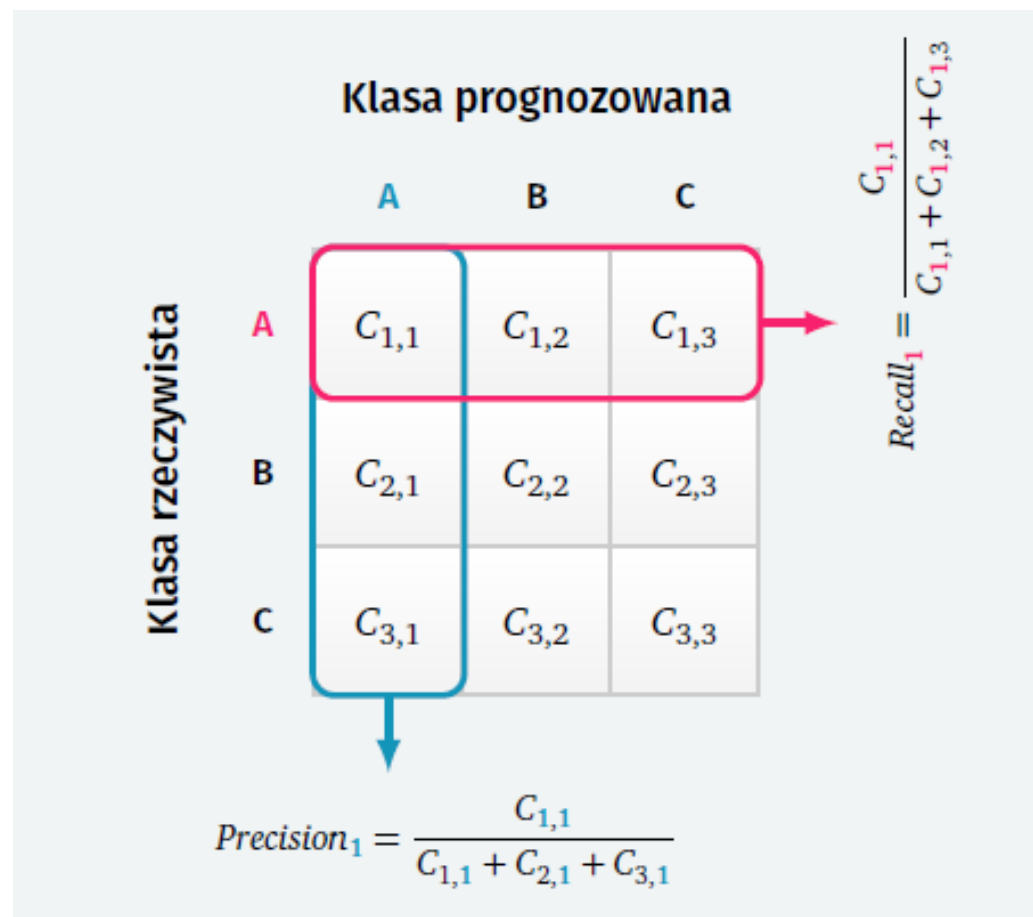 Klasa prognozowana
A B C
Klasa rzeczywista
A C₁,₁ C₁,₂ C₁,₃
B C₂,₁ C₂,₂ C₂,₃
C C₃,₁ C₃,₂ C₃,₃
Recall₁ = C₁,₁ / C₁,₁ + C₁,₂ + C₁,₃
Precision₁ = C₁,₁ / C₁,₁ + C₂,₁ + C₃,₁